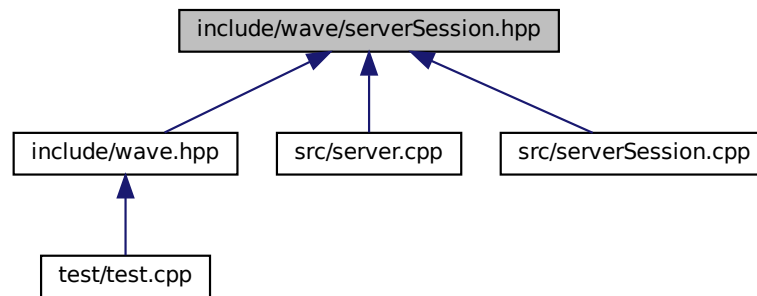 include/wave/serverSession.hpp
include/wave.hpp
src/server.cpp
src/serverSession.cpp
test/test.cpp